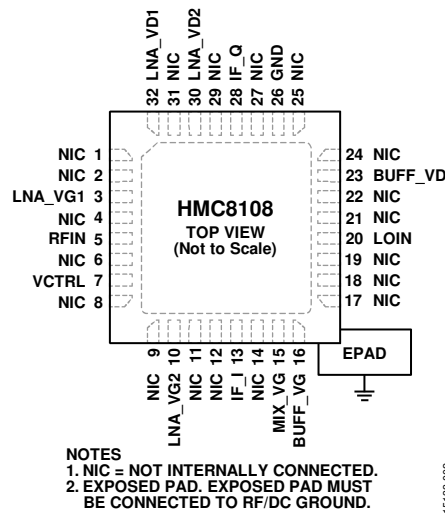 32 LNA_VD1
31 NIC
30 LNA_VD2
29 NIC
28 IF_Q
27 NIC
26 GND
25 NIC
NIC 1
NIC 2
LNA_VG1 3
NIC 4
RFIN 5
NIC 6
VCTRL 7
NIC 8
HMC8108
TOP VIEW
(Not to Scale)
24 NIC
23 BUFF_VD
22 NIC
21 NIC
20 LOIN
19 NIC
18 NIC
17 NIC
NIC 9
LNA_VG2 10
NIC 11
NIC 12
IF_I 13
NIC 14
MIX_VG 15
BUFF_VG 16
EPAD
NOTES
1. NIC = NOT INTERNALLY CONNECTED.
2. EXPOSED PAD. EXPOSED PAD MUST
BE CONNECTED TO RF/DC GROUND.